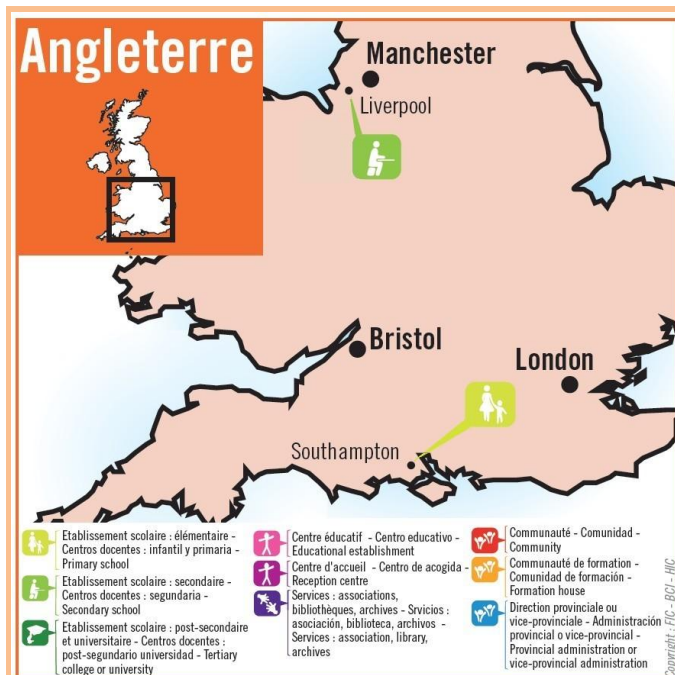 Angleterre
Manchester
Liverpool
Bristol
London
Southampton
Etablissement scolaire : élémentaire -
Centros docentes : infantil y primaria -
Primary school
Etablissement scolaire : secondaire -
Centros docentes : segundaria -
Secondary school
Etablissement scolaire : post-secondaire
et universitaire - Centros docentes :
post-segundario universidad - Tertiary
college or university
Centre éducatif - Centro educativo -
Educational establishment
Centre d'accueil - Centro de acogida -
Reception centre
Services : associations,
bibliothèques, archives - Srvicios :
asociación, biblioteca, archivos -
Services : association, library,
archives
Communauté - Comunidad -
Community
Communauté de formation -
Comunidad de formación -
Formation house
Direction provinciale ou
vice-provinciale - Administración
provincial o vice-provincial -
Provincial administration or
vice-provincial administration
Copyright : FIC - BCI - HIC